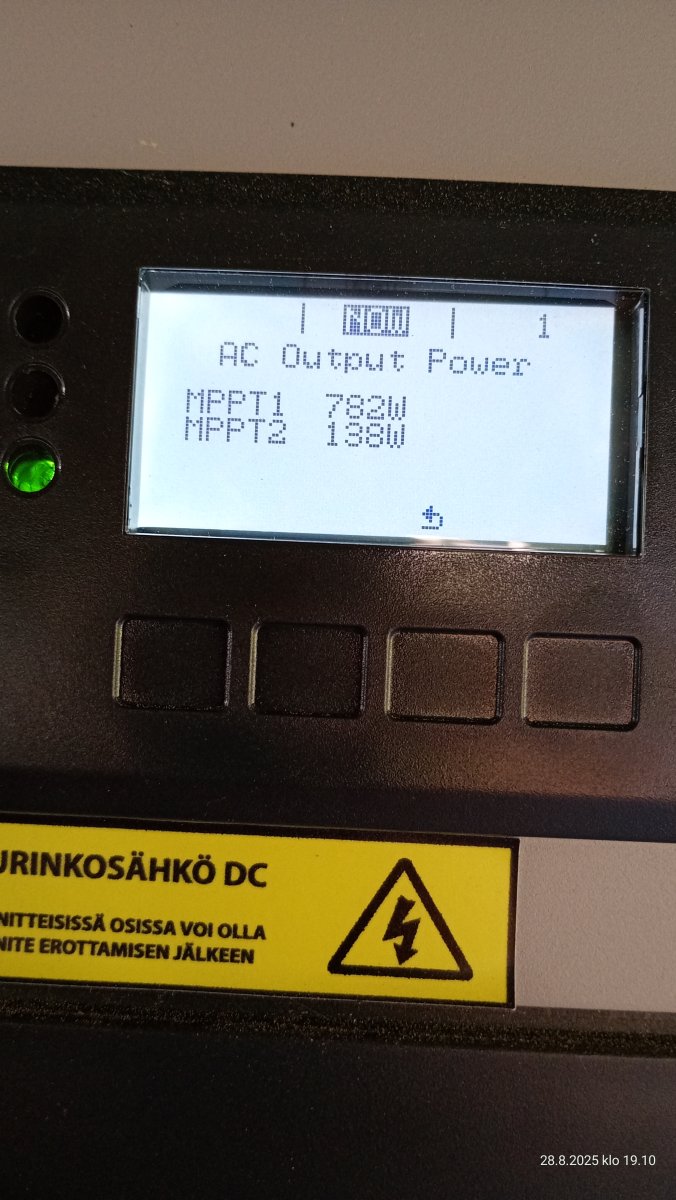 | NOW | 1
AC Output Power
MPPT1 782W
MPPT2 138W
URINKOSÄHKÖ DC
NITTEISISSÄ OSISSA VOI OLLA
NITE EROTTAMISEN JÄLKEEN
28.8.2025 klo 19.10